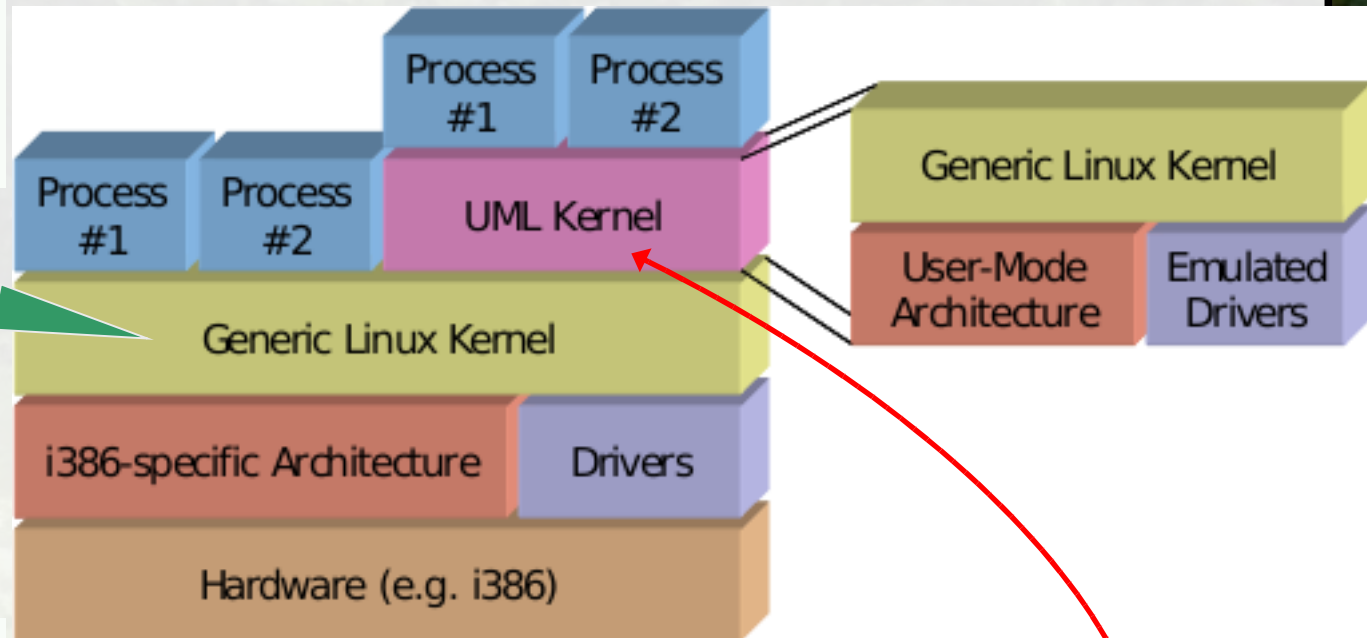 Process
#1
Process
#2
Process
#1
Process
#2
UML Kernel
Generic Linux Kernel
i386-specific Architecture
Drivers
Hardware (e.g. i386)
Generic Linux Kernel
User-Mode
Architecture
Emulated
Drivers